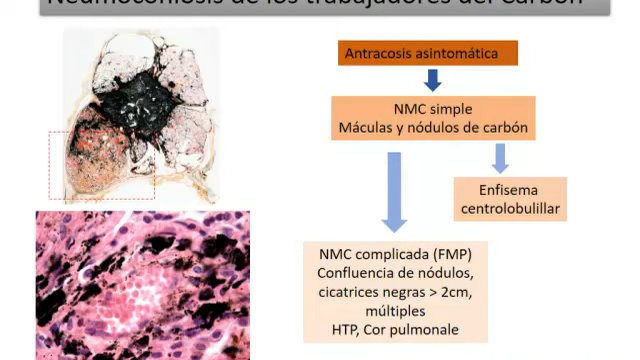 Neumoconiosis de los trabajadores del Carbón
Antracosis asintomática
NMC simple
Máculas y nódulos de carbón
Enfisema
centrolobulillar
NMC complicada (FMP)
Confluencia de nódulos,
cicatrices negras > 2cm,
múltiples
HTP, Cor pulmonale